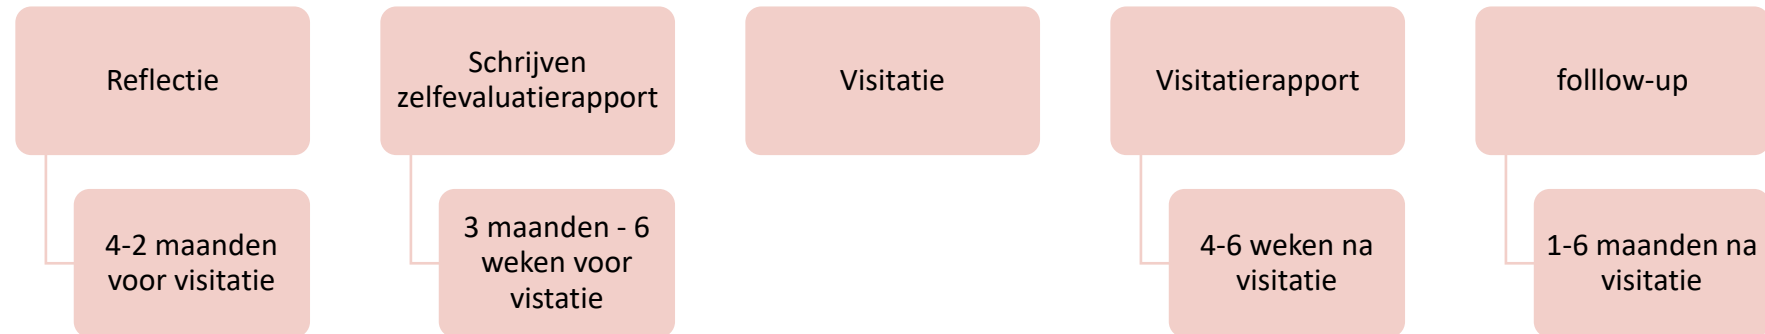 Reflectie
4-2 maanden
voor visitatie
Schrijven
zelfevaluatierapport
3 maanden - 6
weken voor
vistatie
Visitatie
Visitatierapport
4-6 weken na
visitatie
folllow-up
1-6 maanden na
visitatie